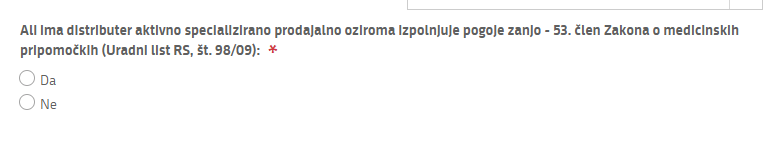 Ali ima distributer aktivno specializirano prodajalno oziroma izpolnjuje pogoje zanjo - 53. člen Zakona o medicinskih
pripomočkih (Uradni list RS, št. 98/09): *
Da
Ne